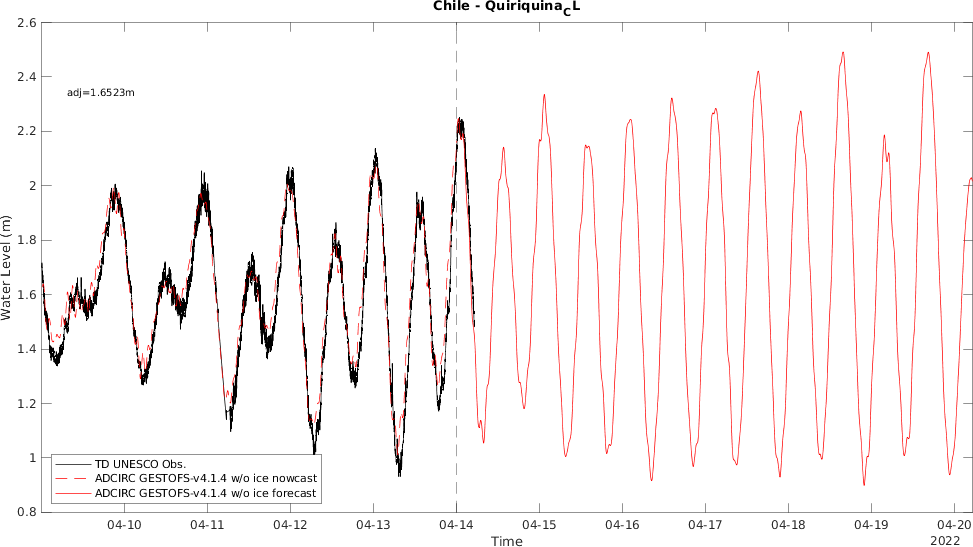 Chile - Quiriquina_CL
2.6
2.4
2.2
2
1.8
1.6
1.4
1.2
1
0.8
Water Level (m)
adj=1.6523m
TD UNESCO Obs.
ADCIRC GESTOFS-v4.1.4 w/o ice nowcast
ADCIRC GESTOFS-v4.1.4 w/o ice forecast
04-10 04-11 04-12 04-13 04-14 04-15 04-16 04-17 04-18 04-19 04-20
Time
2022